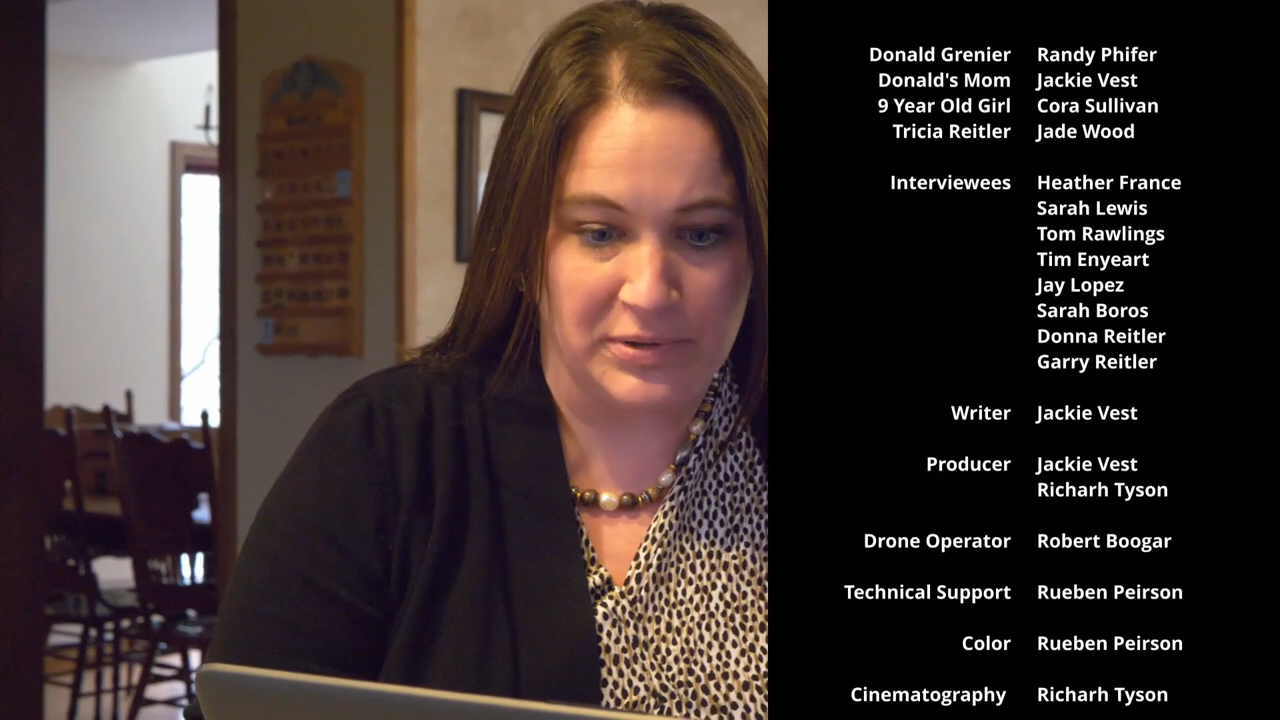 Donald Grenier Randy Phifer
Donald's Mom Jackie Vest
9 Year Old Girl Cora Sullivan
Tricia Reitler Jade Wood
Interviewees Heather France
Sarah Lewis
Tom Rawlings
Tim Enyeart
Jay Lopez
Sarah Boros
Donna Reitler
Garry Reitler
Writer Jackie Vest
Producer Jackie Vest
Richarh Tyson
Drone Operator Robert Boogar
Technical Support Rueben Peirson
Color Rueben Peirson
Cinematography Richarh Tyson